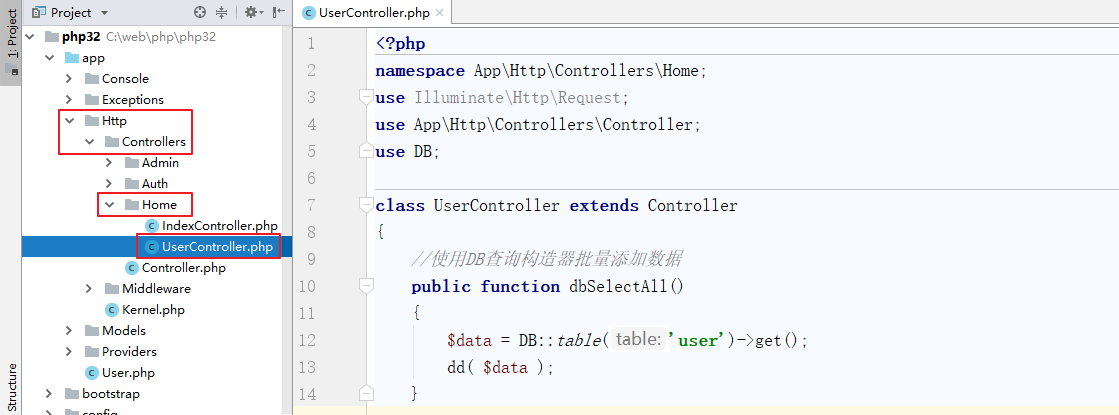 1: Project
Structure
Project
php32 C:\web\php\php32
app
Console
Exceptions
Http
Controllers
Admin
Auth
Home
IndexController.php
UserController.php
Controller.php
Middleware
Kernel.php
Models
Providers
User.php
bootstrap
config
UserController.php
1 <?php
2 namespace App\Http\Controllers\Home;
3 use Illuminate\Http\Request;
4 use App\Http\Controllers\Controller;
5 use DB;
6
7 class UserController extends Controller
8 {
9 //使用DB查询构造器批量添加数据
10 public function dbSelectAll()
11 {
12 $data = DB::table( table: 'user')->get();
13 dd( $data );
14 }